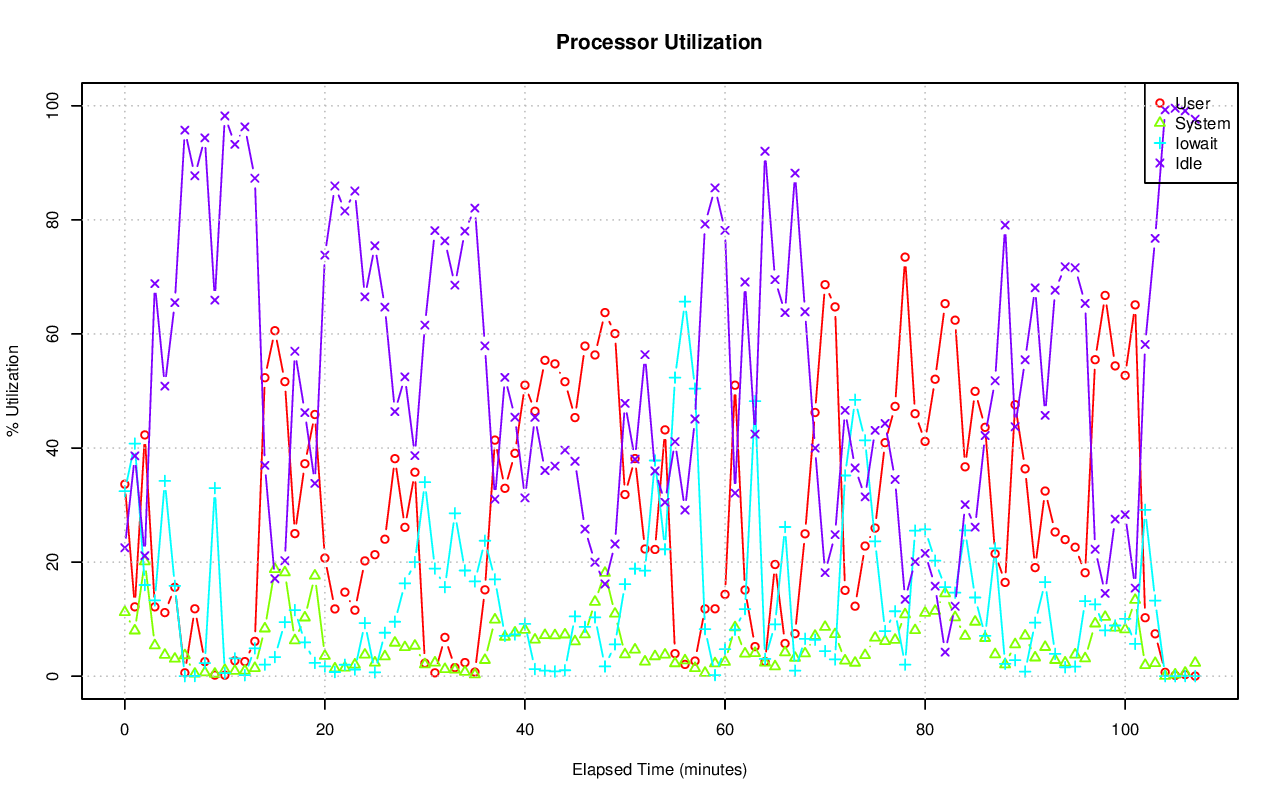 Processor Utilization
% Utilization
100
80
60
40
20
0
User
System
Iowait
Idle
0 20 40 60 80 100
Elapsed Time (minutes)